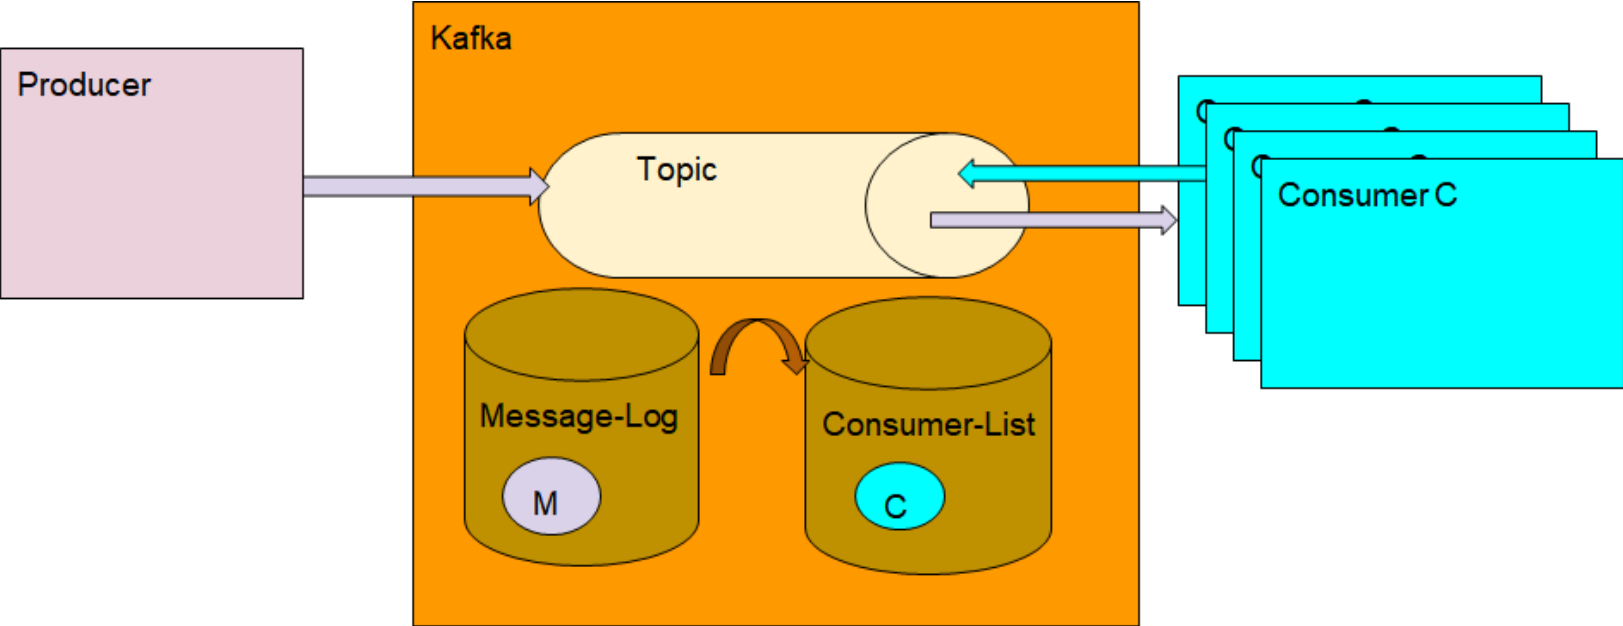 Kafka
Producer
Topic
Consumer C
Message-Log
Consumer-List
M
C